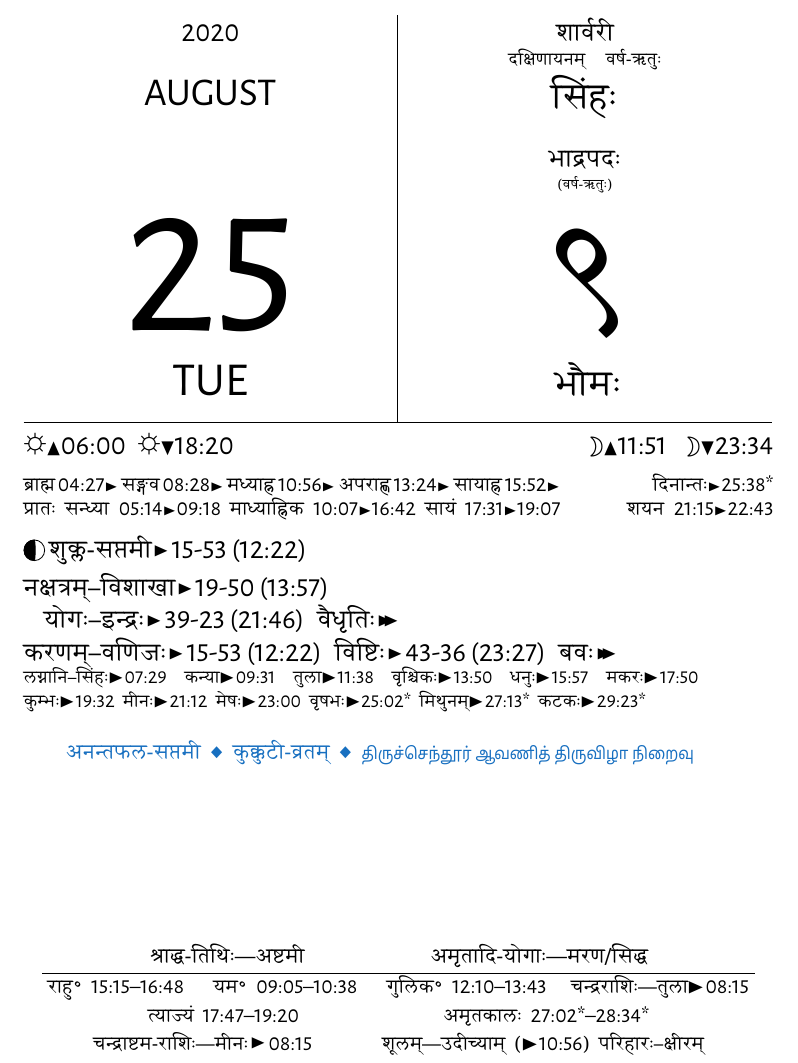 2020
AUGUST
25
TUE
शार्वरी
दक्षिणायनम् वर्ष-ऋतुः
सिंहः
भाद्रपदः
(वर्ष-ऋतुः)
९
भौमः
☼▲06:00 ☼▼18:20 ☽▲11:51 ☽▼23:34
ब्राह्म 04:27► सङ्गव 08:28► मध्याह्न 10:56► अपराह्ण 13:24► सायाह्न 15:52► दिनान्तः►25:38*
प्रातः सन्ध्या 05:14►09:18 माध्याह्निक 10:07►16:42 सायं 17:31►19:07 शयन 21:15►22:43
🌓 शुक्ल-सप्तमी►15-53 (12:22)
नक्षत्रम्–विशाखा►19-50 (13:57)
योगः–इन्द्रः►39-23 (21:46) वैधृतिः►►
करणम्–वणिजः►15-53 (12:22) विष्टिः►43-36 (23:27) बवः►►
लग्नानि–सिंहः►07:29 कन्या►09:31 तुला►11:38 वृश्चिकः►13:50 धनुः►15:57 मकरः►17:50
कुम्भः►19:32 मीनः►21:12 मेषः►23:00 वृषभः►25:02* मिथुनम्►27:13* कटकः►29:23*
अनन्तफल-सप्तमी ◆ कुक्कुटी-व्रतम् ◆ திருச்செந்தூர் ஆவணித் திருவிழா நிறைவு
श्राद्ध-तिथिः—अष्टमी अमृतादि-योगाः—मरण/सिद्ध
राहु° 15:15–16:48 यम° 09:05–10:38 गुलिक° 12:10–13:43 चन्द्रराशिः—तुला►08:15
त्याज्यं 17:47–19:20 अमृतकालः 27:02*–28:34*
चन्द्राष्टम-राशिः—मीनः►08:15 शूलम्—उदीच्याम् (►10:56) परिहारः–क्षीरम्